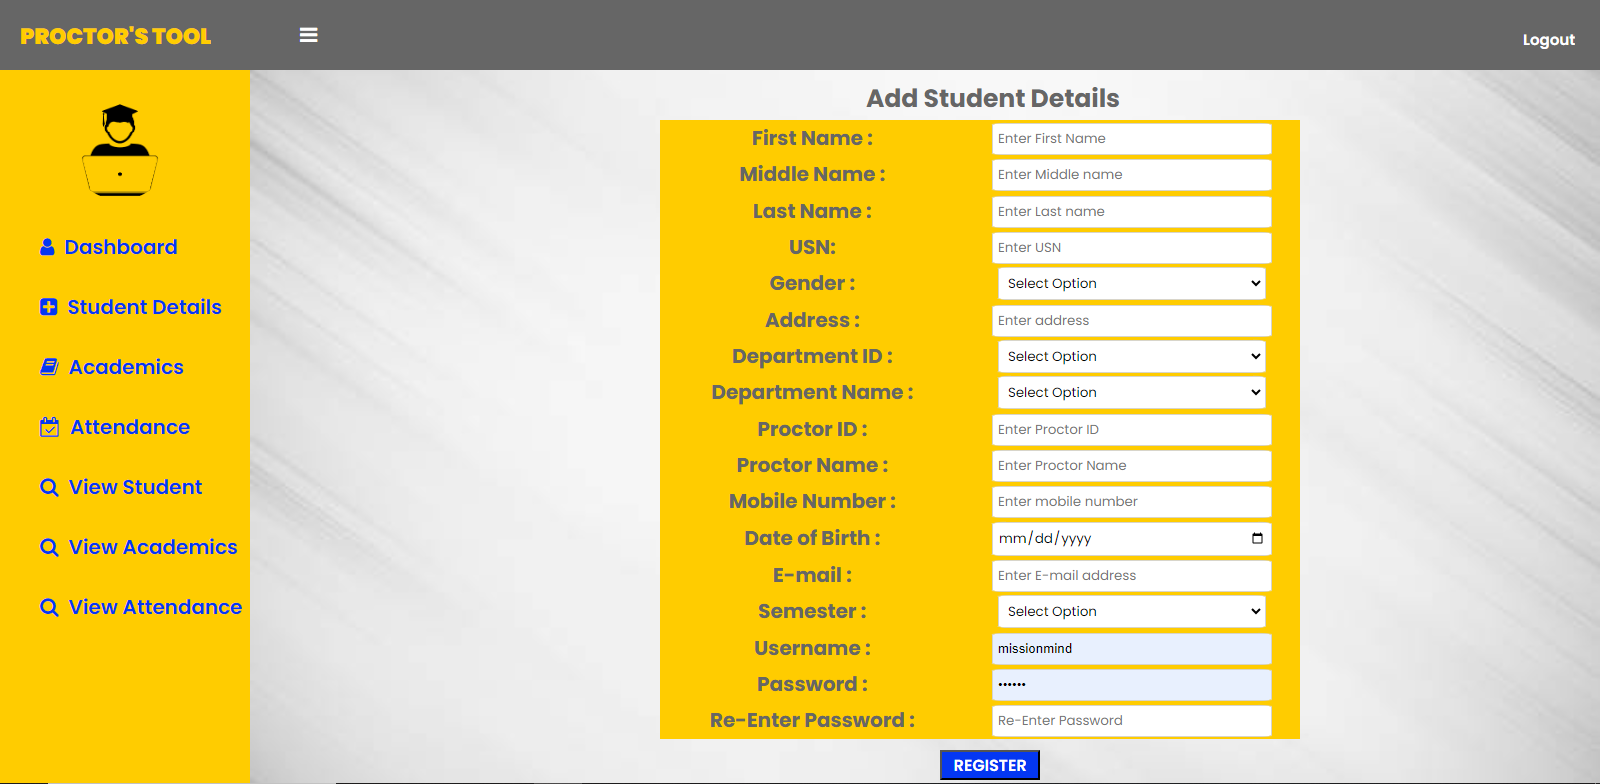 PROCTOR'S TOOL
Logout
Dashboard
Student Details
Academics
Attendance
View Student
View Academics
View Attendance
Add Student Details
First Name : Enter First Name
Middle Name : Enter Middle name
Last Name : Enter Last name
USN: Enter USN
Gender : Select Option
Address : Enter address
Department ID : Select Option
Department Name : Select Option
Proctor ID : Enter Proctor ID
Proctor Name : Enter Proctor Name
Mobile Number : Enter mobile number
Date of Birth : mm/dd/yyyy
E-mail : Enter E-mail address
Semester : Select Option
Username : missionmind
Password : ••••••
Re-Enter Password : Re-Enter Password
REGISTER